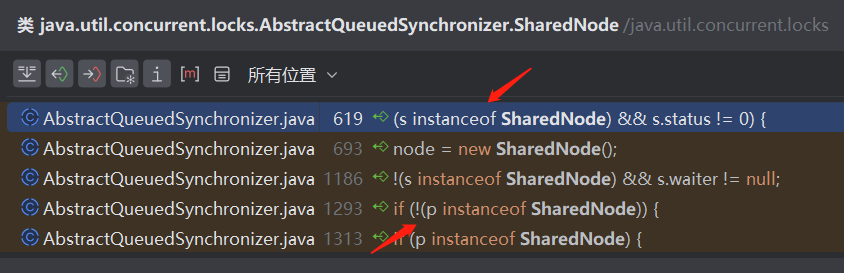 类 java.util.concurrent.locks.AbstractQueuedSynchronizer.SharedNode /java.util.concurrent.locks
所有位置
AbstractQueuedSynchronizer.java 619 (s instanceof SharedNode) && s.status != 0) {
AbstractQueuedSynchronizer.java 693 node = new SharedNode();
AbstractQueuedSynchronizer.java 1186 !(s instanceof SharedNode) && s.waiter != null;
AbstractQueuedSynchronizer.java 1293 if (!(p instanceof SharedNode)) {
AbstractQueuedSynchronizer.java 1313 if (p instanceof SharedNode) {